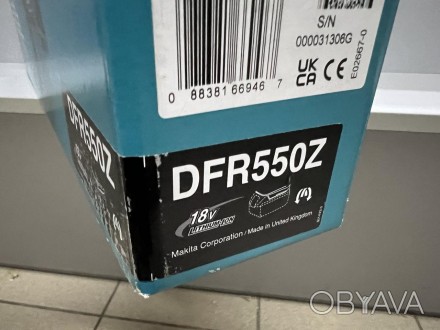 S/N
000031306G
E02667-0
UK
CA CE
0 88381 66946 7
DFR550Z
18V
LITHIUM-ION
Makita Corporation / Made in United Kingdom
DFR550Z
OBYAVA